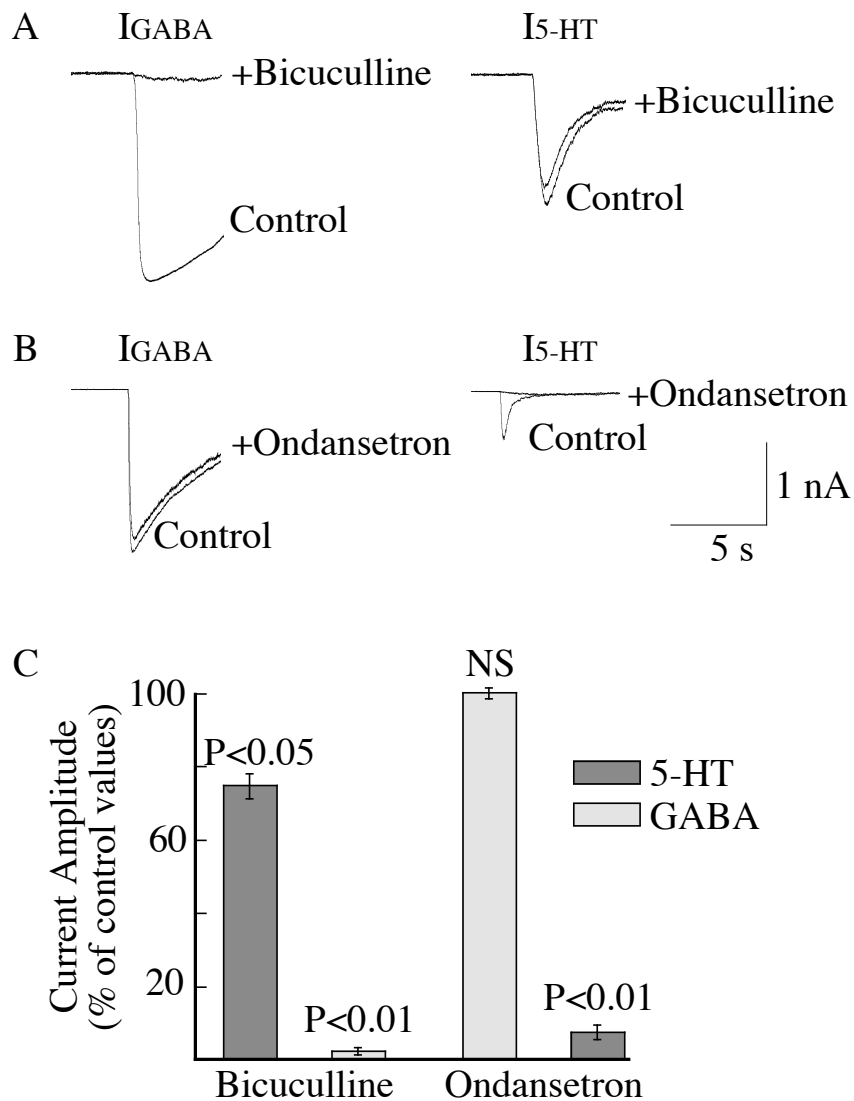 A
IGABA
I5-HT
+Bicuculline
+Bicuculline
Control
Control
B
IGABA
I5-HT
+Ondansetron
+Ondansetron
Control
Control
1 nA
5 s
C
NS
100
P<0.05
5-HT
GABA
60
20
P<0.01
P<0.01
Current Amplitude
(% of control values)
Bicuculline
Ondansetron